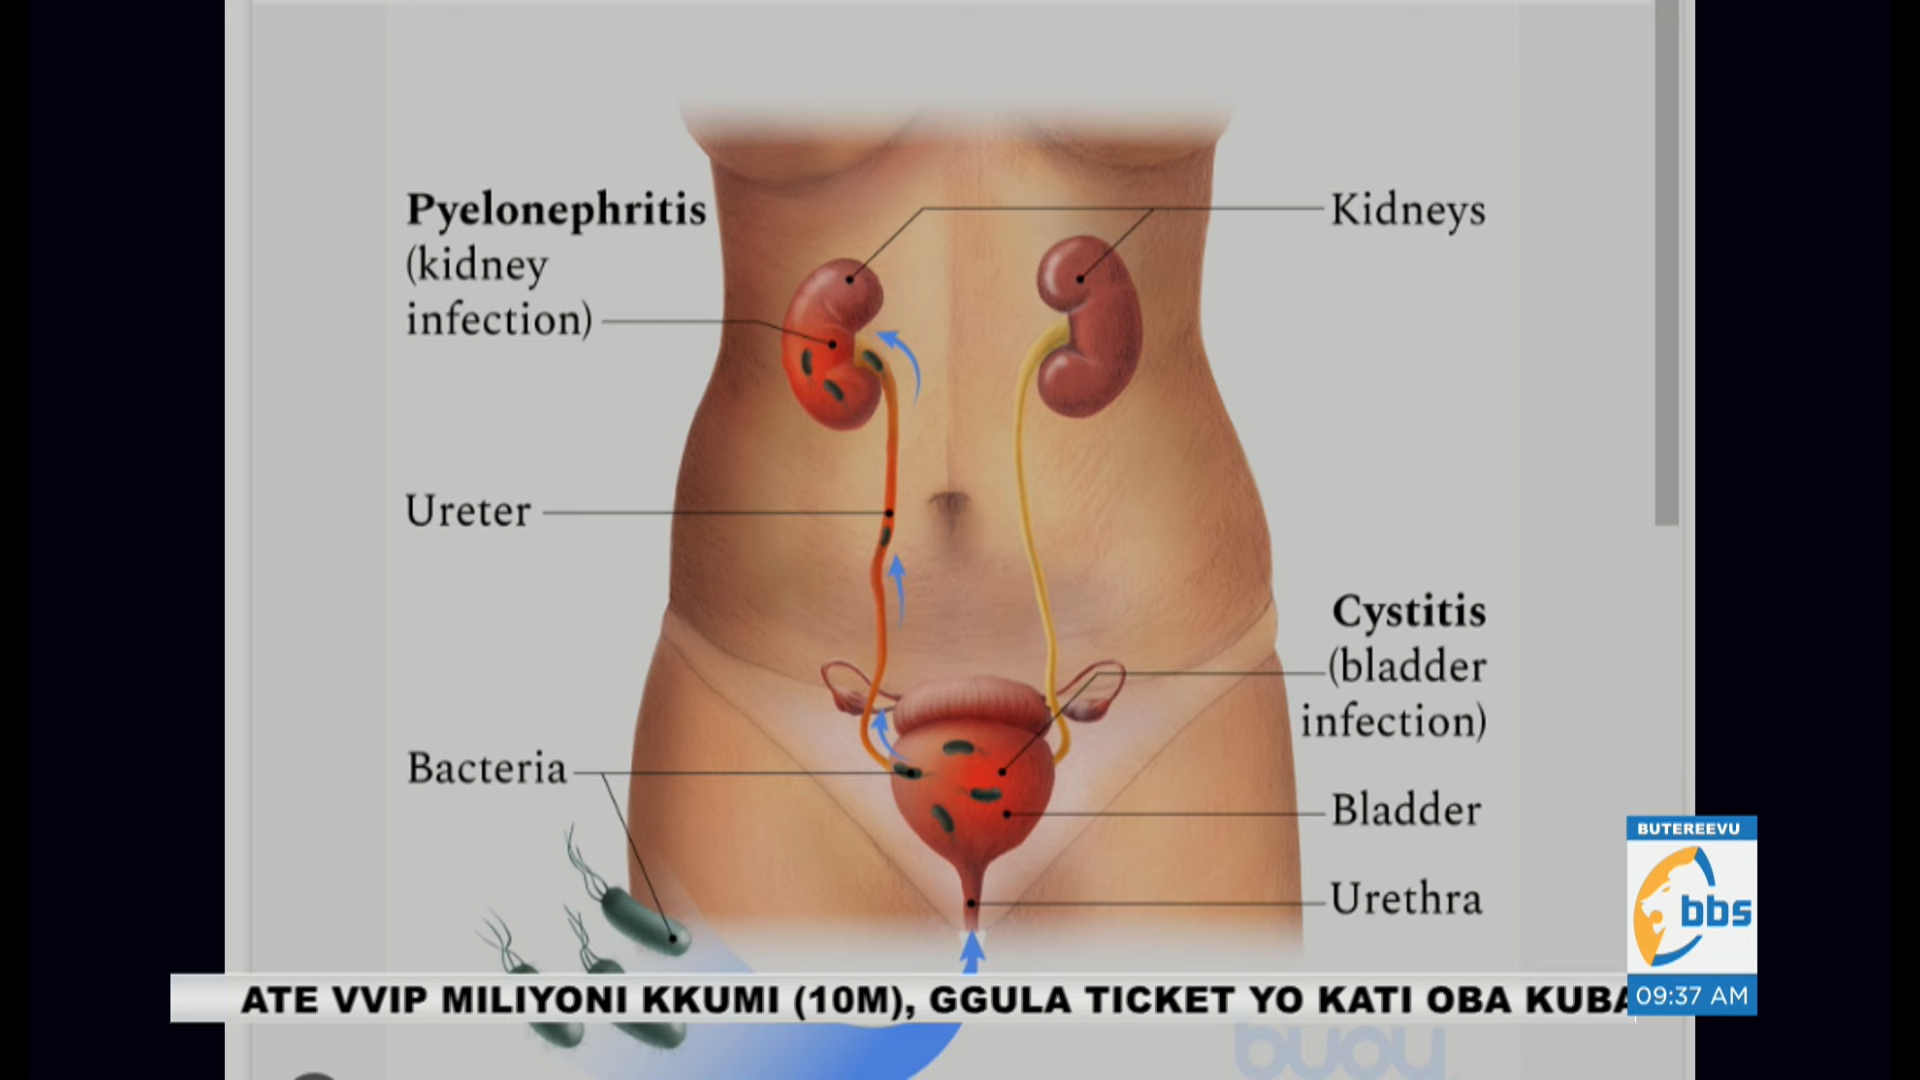 Pyelonephritis
(kidney
infection)
Kidneys
Ureter
Cystitis
(bladder
infection)
Bacteria
Bladder
Urethra
BUTEREEVU
bbs
ATE VVIP MILIYONI KKUMI (10M), GGULA TICKET YO KATI OBA KUBA
09:37 AM
buoy